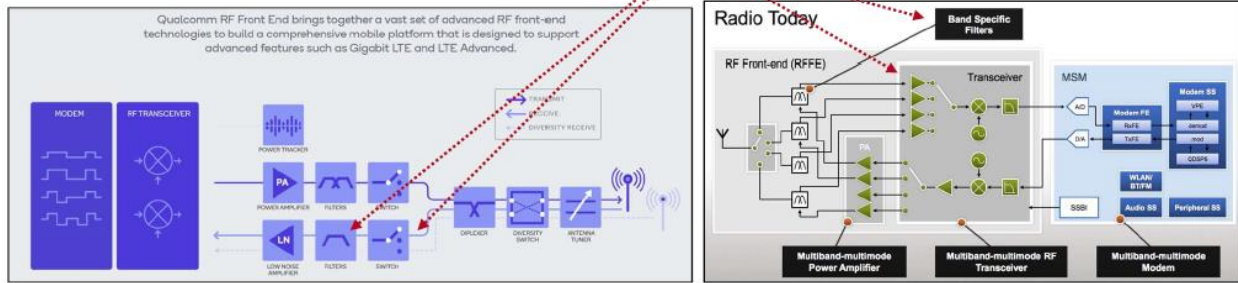 Qualcomm RF Front End brings together a vast set of advanced RF front-end
technologies to build a comprehensive mobile platform that is designed to support
advanced features such as Gigabit LTE and LTE Advanced.
TRANSMIT
RECEIVE
DIVERSITY RECEIVE
MODEM
RF TRANSCEIVER
POWER TRACKER
PA
POWER AMPLIFIER
FILTERS
SWITCH
LN
LOW NOISE
AMPLIFIER
FILTERS
SWITCH
DIPLEXER
DIVERSITY
SWITCH
ANTENNA
TUNER
Radio Today
Band Specific
Filters
RF Front-end (RFFE)
Transceiver
PA
MSM
A/D
D/A
Modem FE
RxFE
TxFE
Modem SS
VPE
demod
mod
QDSP6
WLAN/
BT/FM
SSBI
Audio SS
Peripheral SS
Multiband-multimode
Power Amplifier
Multiband-multimode RF
Transceiver
Multiband-multimode
Modem